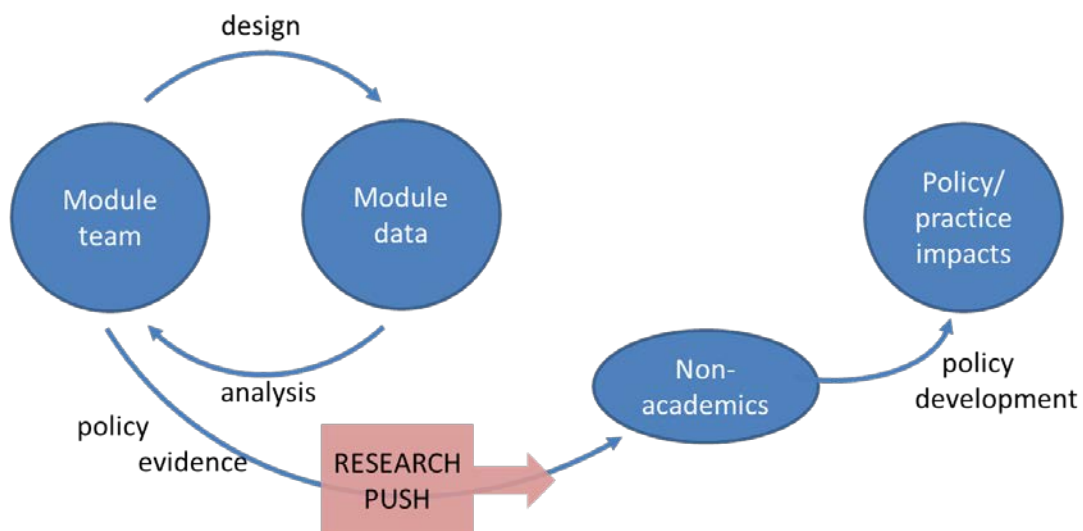 design
Module
team
Module
data
Policy/
practice
impacts
analysis
policy
evidence
RESEARCH
PUSH
Non-
academics
policy
development